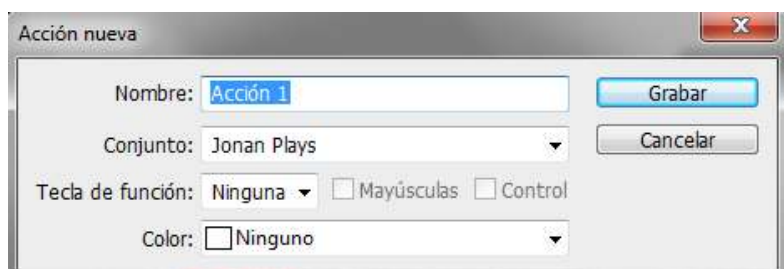 Acción nueva
Nombre: Acción 1 Grabar
Conjunto: Jonan Plays Cancelar
Tecla de función: Ninguna Mayúsculas Control
Color: Ninguno